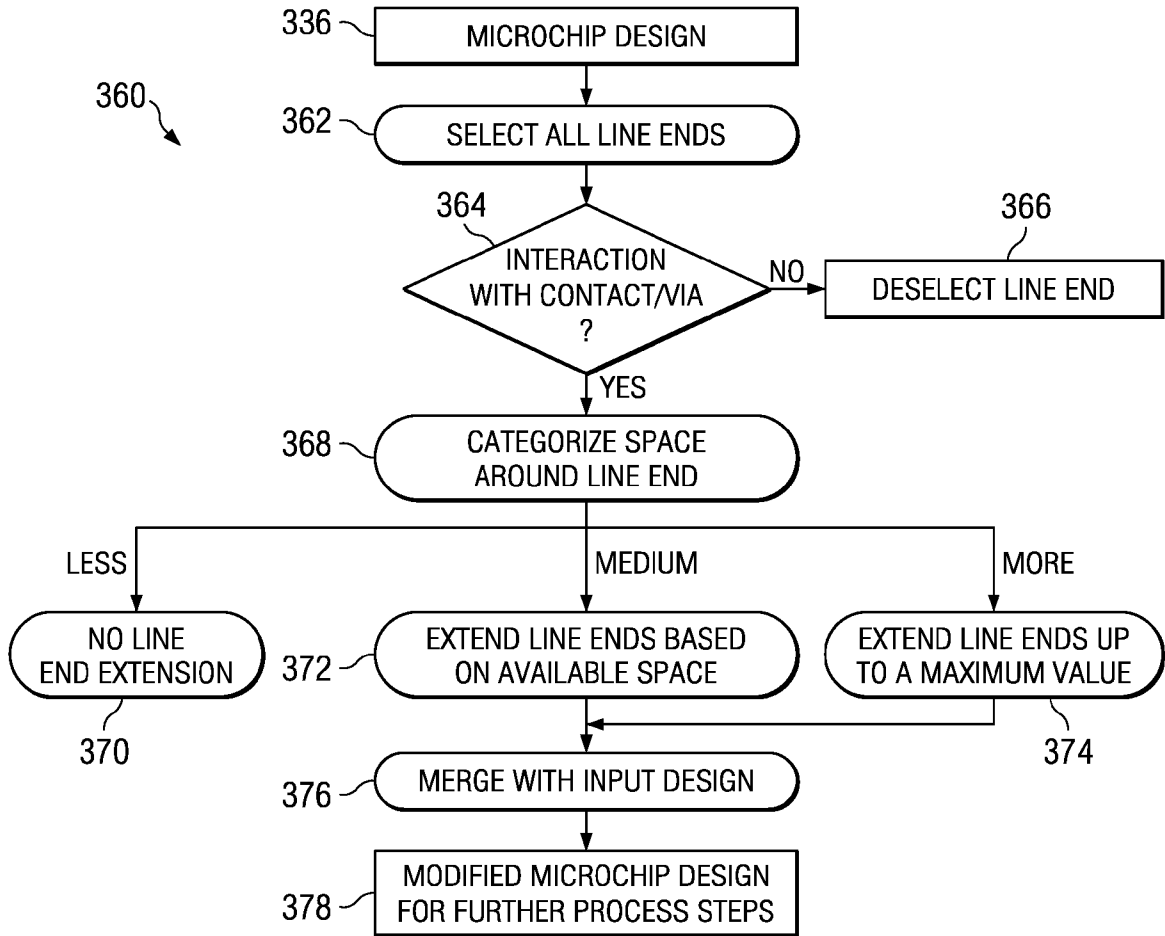 336
MICROCHIP DESIGN
360
362
SELECT ALL LINE ENDS
364
INTERACTION
WITH CONTACT/VIA
?
NO
366
DESELECT LINE END
YES
368
CATEGORIZE SPACE
AROUND LINE END
LESS
MEDIUM
MORE
NO LINE
END EXTENSION
370
372
EXTEND LINE ENDS BASED
ON AVAILABLE SPACE
EXTEND LINE ENDS UP
TO A MAXIMUM VALUE
374
376
MERGE WITH INPUT DESIGN
378
MODIFIED MICROCHIP DESIGN
FOR FURTHER PROCESS STEPS